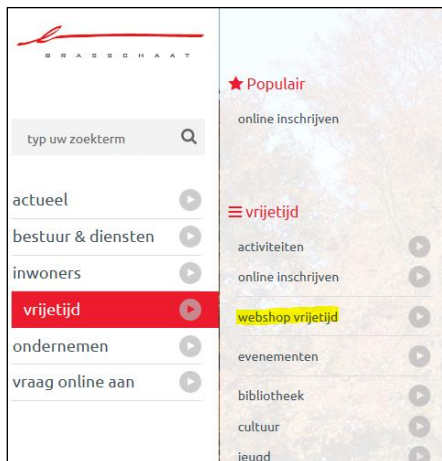 BRASSCHAAT
typ uw zoekterm
actueel
bestuur & diensten
inwoners
vrijetijd
ondernemen
vraag online aan
Populair
online inschrijven
vrijetijd
activiteiten
online inschrijven
webshop vrijetijd
evenementen
bibliotheek
cultuur
jeugd